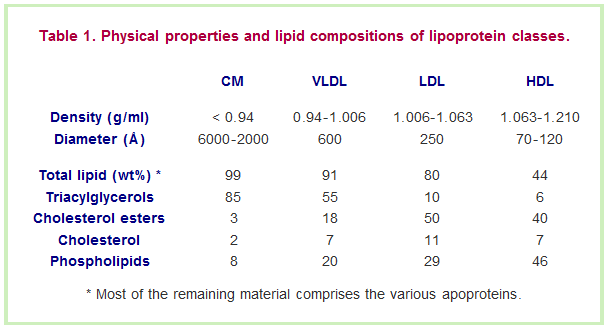 Table 1. Physical properties and lipid compositions of lipoprotein classes.
CM VLDL LDL HDL
Density (g/ml) < 0.94 0.94-1.006 1.006-1.063 1.063-1.210
Diameter (Å) 6000-2000 600 250 70-120
Total lipid (wt%) * 99 91 80 44
Triacylglycerols 85 55 10 6
Cholesterol esters 3 18 50 40
Cholesterol 2 7 11 7
Phospholipids 8 20 29 46
* Most of the remaining material comprises the various apoproteins.